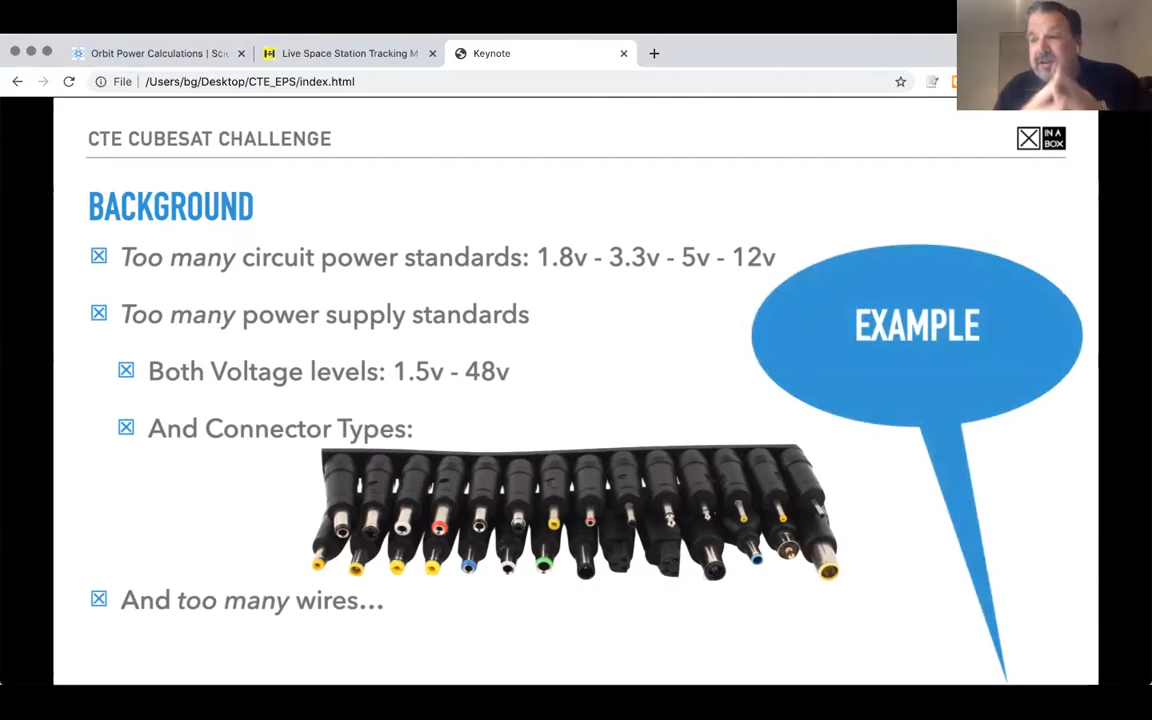 Orbit Power Calculations | Sci
Live Space Station Tracking M
Keynote
File
/Users/bg/Desktop/CTE_EPS/index.html
CTE CUBESAT CHALLENGE
IN A
BOX
BACKGROUND
Too many circuit power standards: 1.8v - 3.3v - 5v - 12v
Too many power supply standards
Both Voltage levels: 1.5v - 48v
And Connector Types:
And too many wires...
EXAMPLE